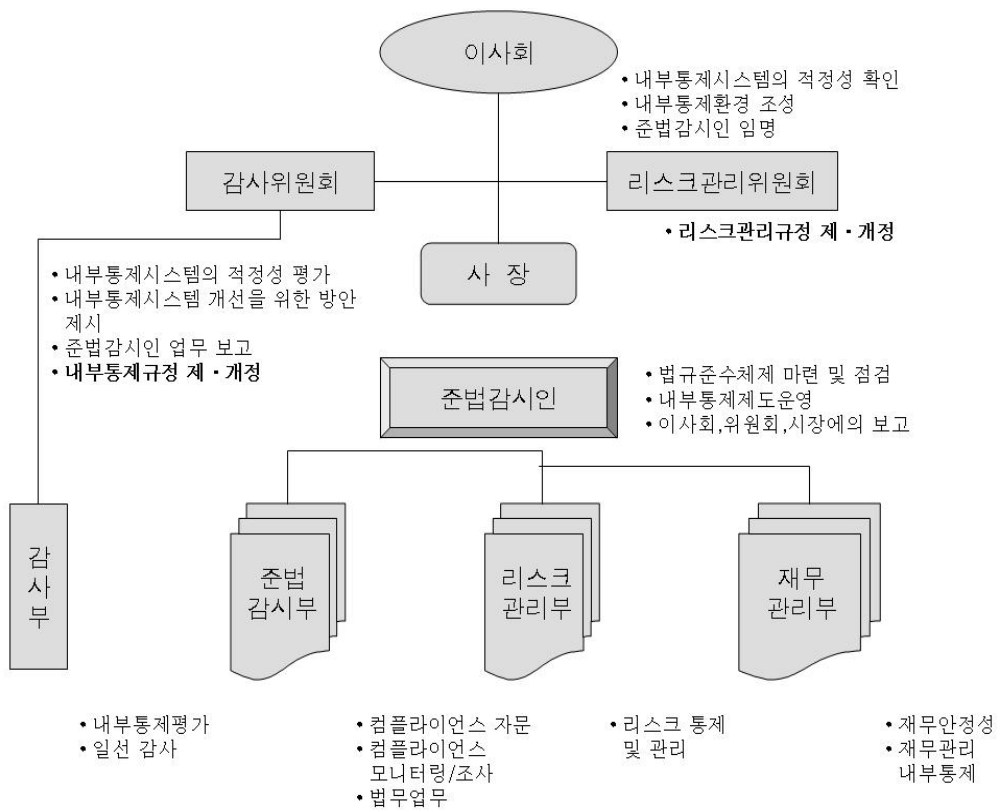 이사회
• 내부통제시스템의 적정성 확인
• 내부통제환경 조성
• 준법감시인 임명
감사위원회
리스크관리위원회
• 리스크관리규정 제·개정
사 장
• 내부통제시스템의 적정성 평가
• 내부통제시스템 개선을 위한 방안
제시
• 준법감시인 업무 보고
• 내부통제규정 제·개정
준법감시인
• 법규준수체제 마련 및 점검
• 내부통제제도운영
• 이사회,위원회,시장에의 보고
감
사
부
준법
감시부
리스크
관리부
재무
관리부
• 내부통제평가
• 일선 감사
• 컴플라이언스 자문
• 컴플라이언스
모니터링/조사
• 법무업무
• 리스크 통제
및 관리
• 재무안정성
• 재무관리
내부통제